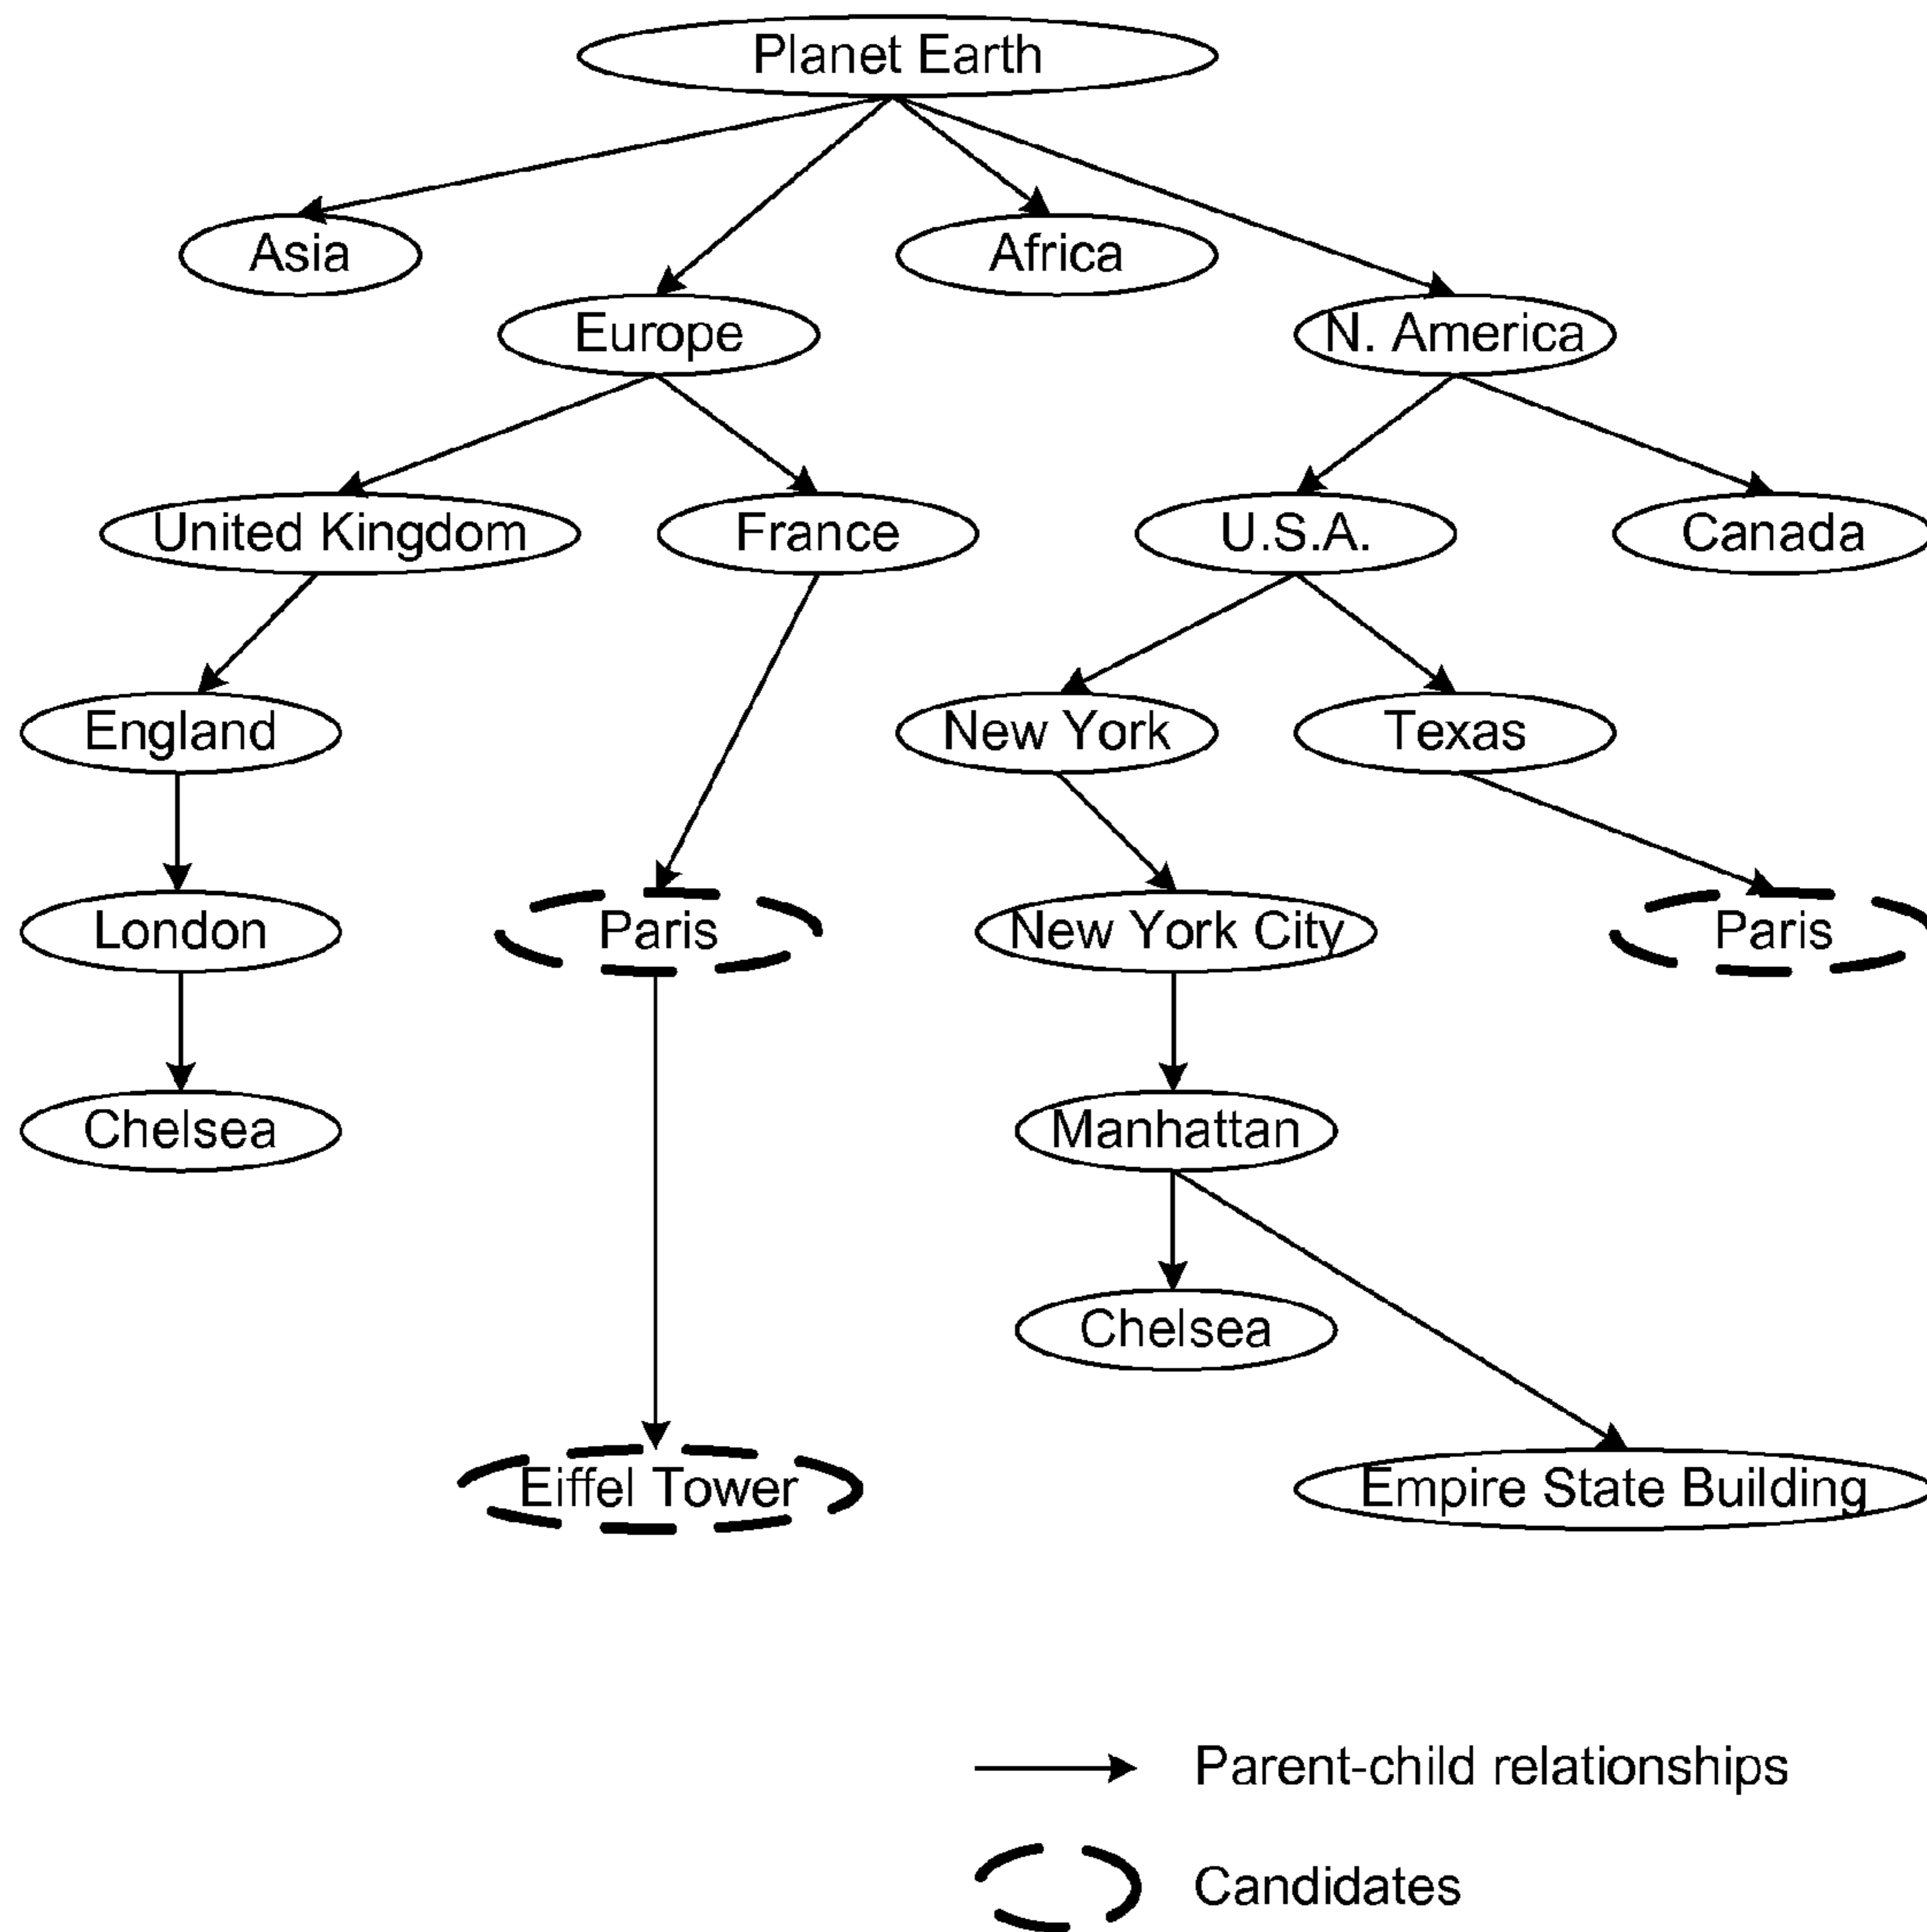 Planet Earth
Asia
Africa
Europe
N. America
United Kingdom
France
U.S.A.
Canada
England
New York
Texas
London
Paris
New York City
Paris
Chelsea
Manhattan
Chelsea
Eiffel Tower
Empire State Building
Parent-child relationships
Candidates